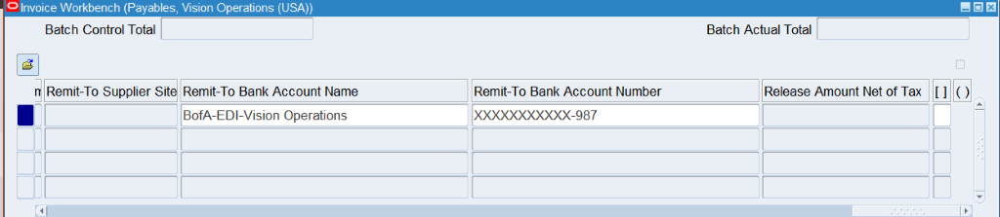 Invoice Workbench (Payables, Vision Operations (USA))
Batch Control Total Batch Actual Total
m Remit-To Supplier Site Remit-To Bank Account Name Remit-To Bank Account Number Release Amount Net of Tax [ ] ( )
BofA-EDI-Vision Operations XXXXXXXXXXX-987